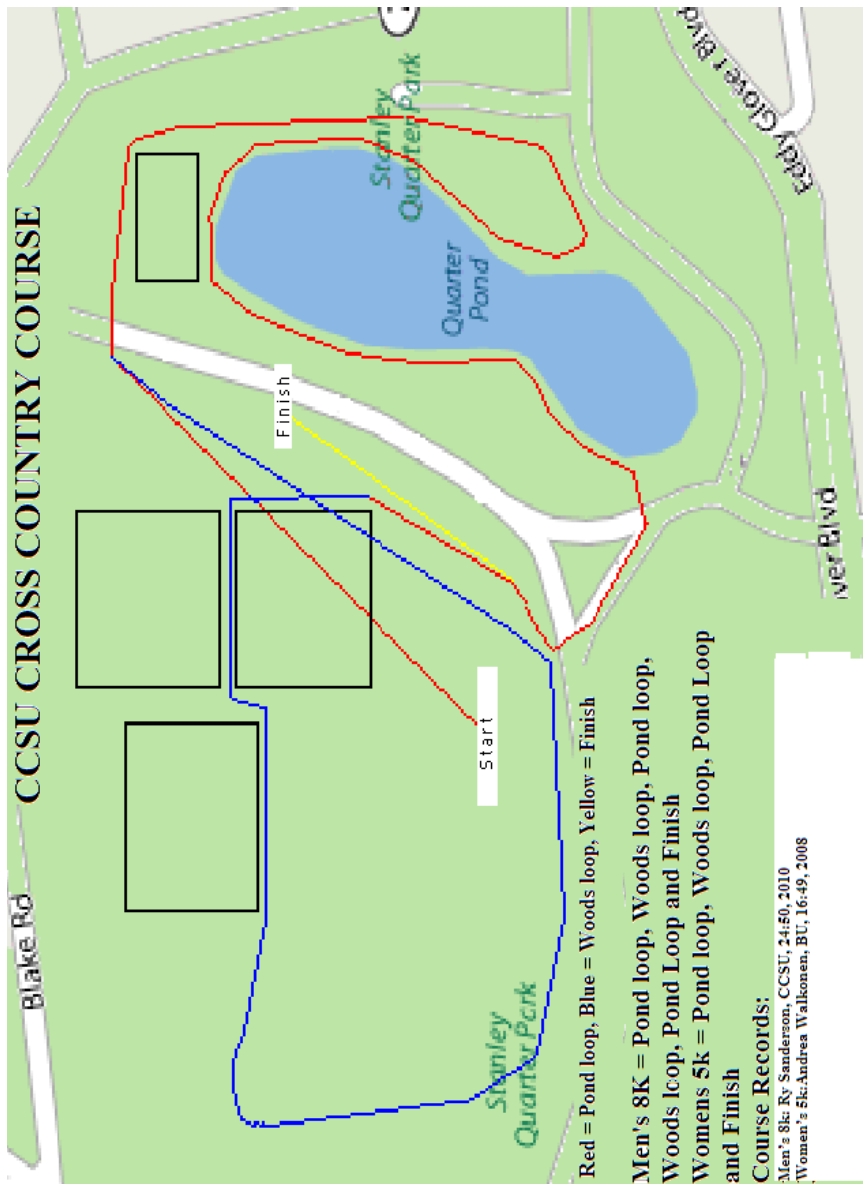 CCSU CROSS COUNTRY COURSE
Blake Rd
Stanley
Quarter Park
Quarter
Pond
Eddy Glover Blvd
ver Blvd
Finish
Start
Stanley
Quarter Park
Red = Pond loop, Blue = Woods loop, Yellow = Finish
Men's 8K = Pond loop, Woods loop, Pond loop,
Woods loop, Pond Loop and Finish
Womens 5k = Pond loop, Woods loop, Pond Loop
and Finish
Course Records:
Men's 8k: Ry Sanderson, CCSU, 24:50, 2010
Women's 5k:Andrea Walkonen, BU, 16:49, 2008